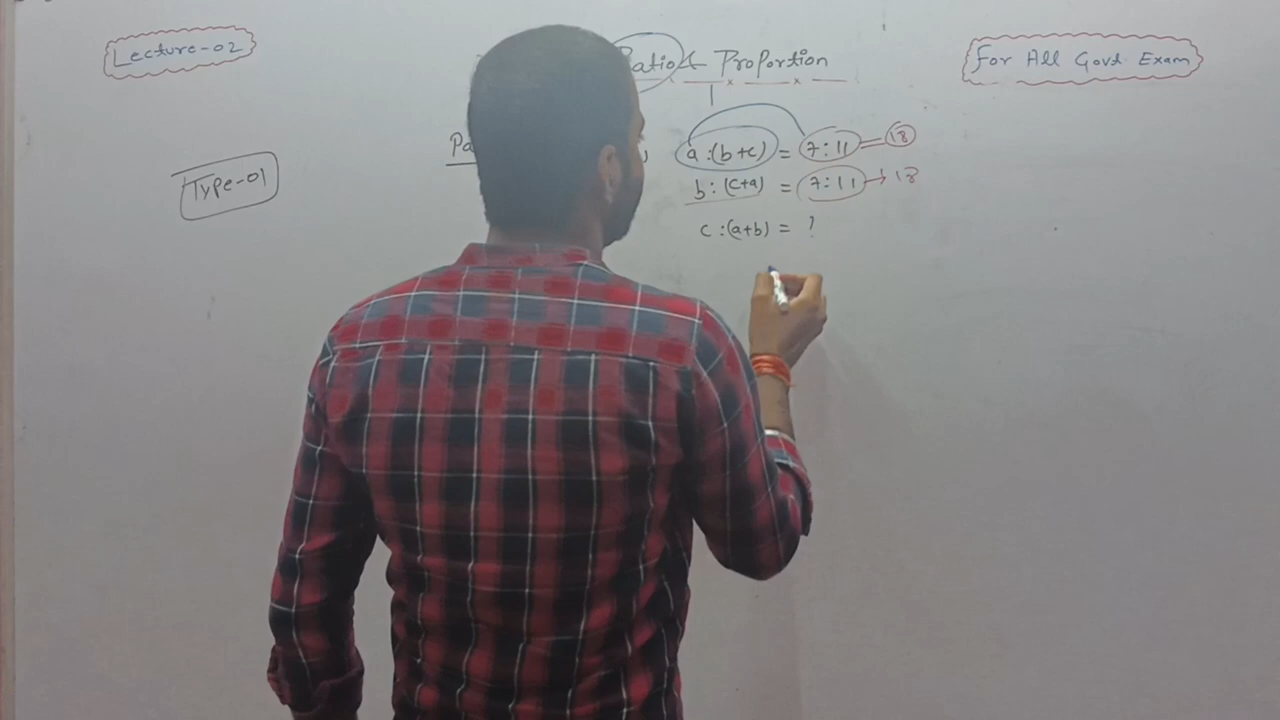 Lecture-02
Ratio & Proportion
For All Govt. Exam
Type-01
a:(b+c) = 7:11 = 18
b:(c+a) = 7:11 → 18
c:(a+b) = ?